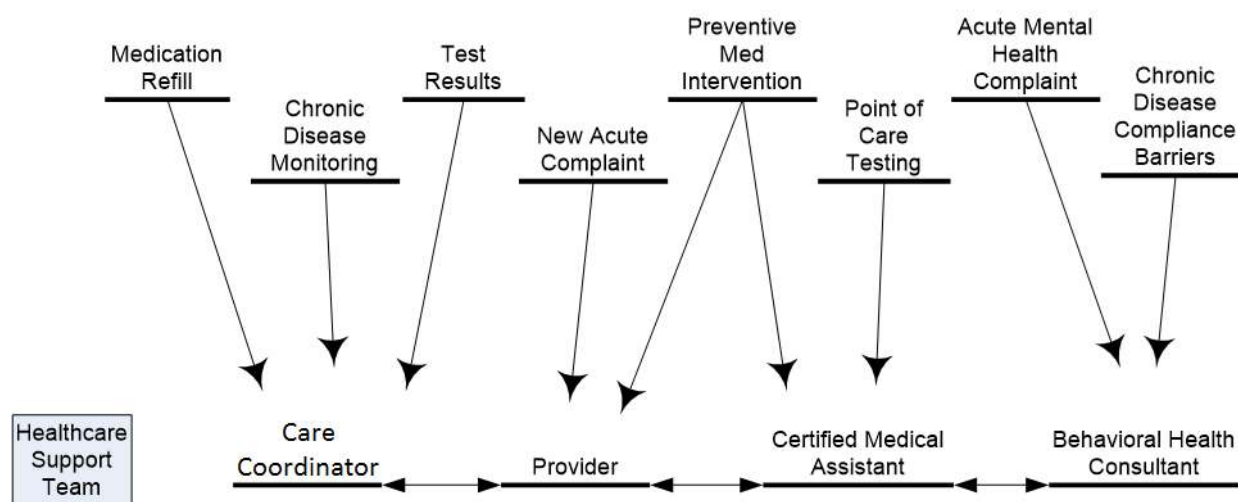 Medication
Refill
Chronic
Disease
Monitoring
Test
Results
New Acute
Complaint
Preventive
Med
Intervention
Point of
Care
Testing
Acute Mental
Health
Complaint
Chronic
Disease
Compliance
Barriers
Healthcare
Support
Team
Care
Coordinator
Provider
Certified Medical
Assistant
Behavioral Health
Consultant